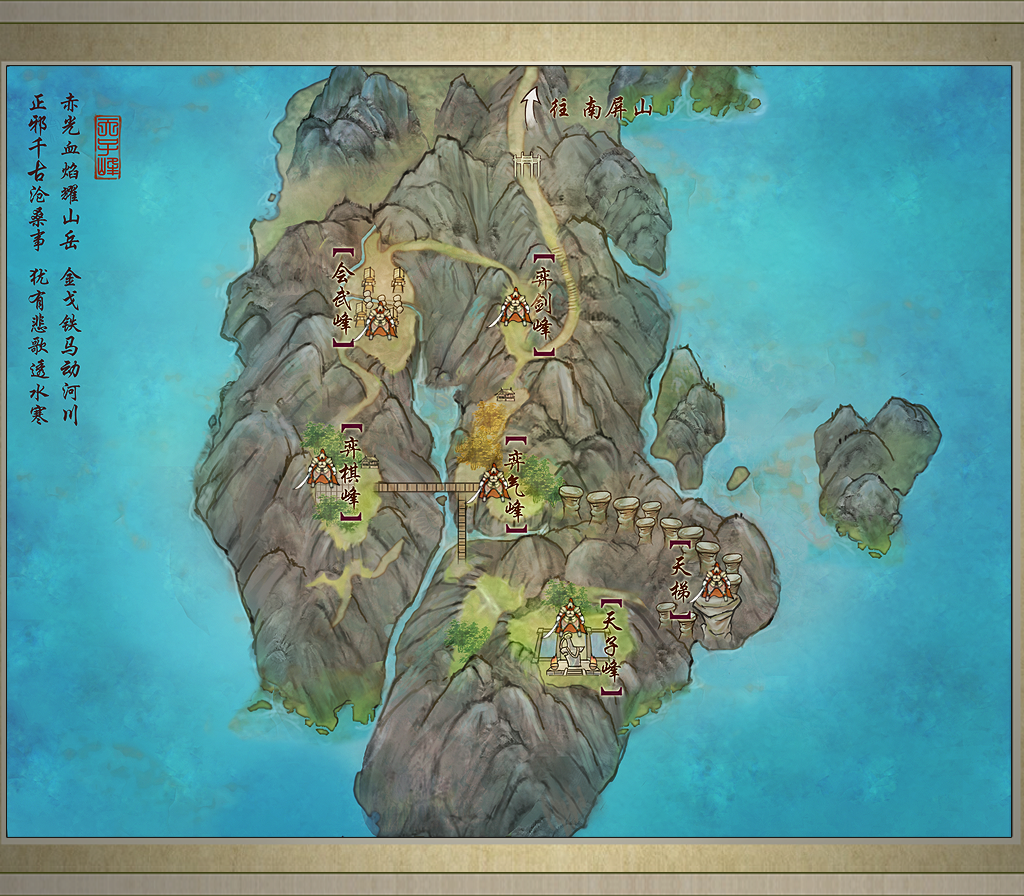 天子峰
赤光血焰耀山岳 金戈铁马动河川
正邪千古沧桑事 犹有悲歌透水寒
往 南屏山
【会武峰】
【弈剑峰】
【弈棋峰】
【弈气峰】
【天梯】
【天子峰】